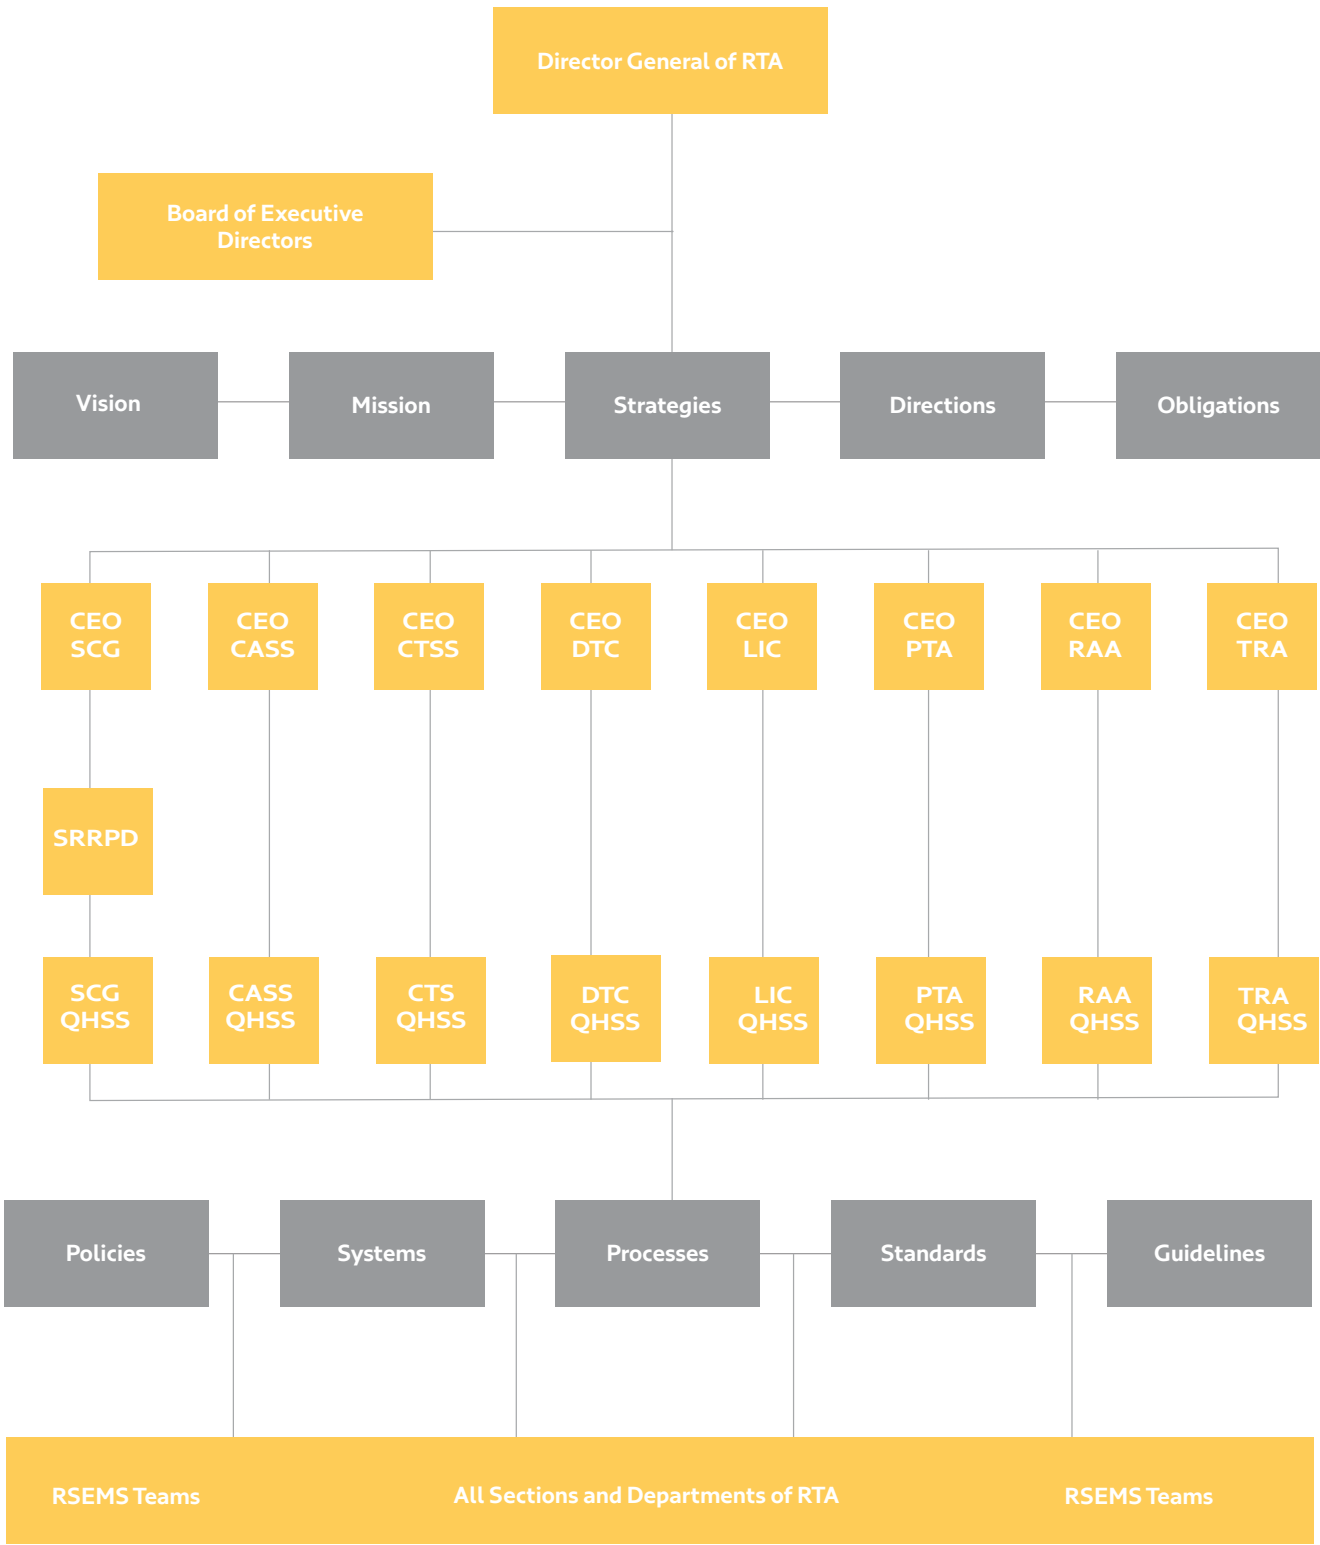 Director General of RTA
Board of Executive
Directors
Vision
Mission
Strategies
Directions
Obligations
CEO
SCG
CEO
CASS
CEO
CTSS
CEO
DTC
CEO
LIC
CEO
PTA
CEO
RAA
CEO
TRA
SRRPD
SCG
QHSS
CASS
QHSS
CTS
QHSS
DTC
QHSS
LIC
QHSS
PTA
QHSS
RAA
QHSS
TRA
QHSS
Policies
Systems
Processes
Standards
Guidelines
RSEMS Teams
All Sections and Departments of RTA
RSEMS Teams